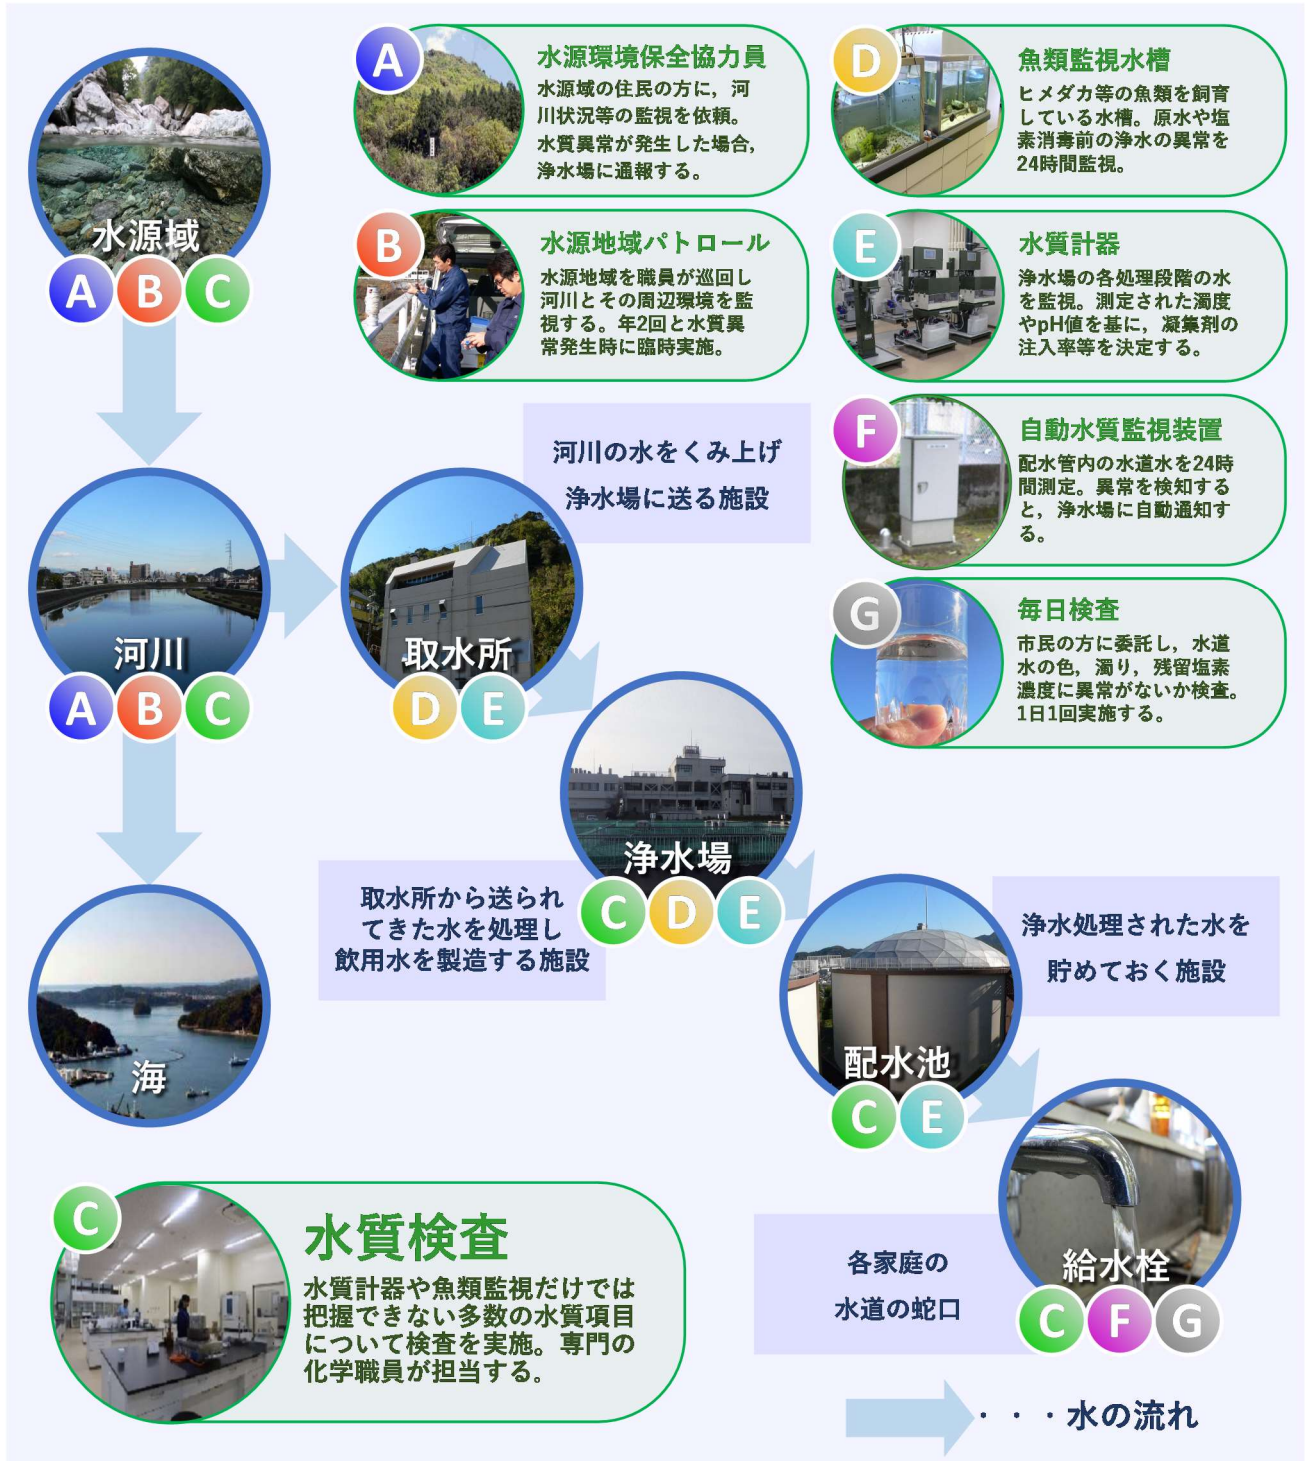 A
水源環境保全協力員
水源域の住民の方に，河
川状況等の監視を依頼。
水質異常が発生した場合，
浄水場に通報する。
D
魚類監視水槽
ヒメダカ等の魚類を飼育
している水槽。原水や塩
素消毒前の浄水の異常を
24時間監視。
水源域
A B C
B
水源地域パトロール
水源地域を職員が巡回し
河川とその周辺環境を監
視する。年2回と水質異
常発生時に臨時実施。
E
水質計器
浄水場の各処理段階の水
を監視。測定された濁度
やpH値を基に，凝集剤の
注入率等を決定する。
F
自動水質監視装置
配水管内の水道水を24時
間測定。異常を検知する
と，浄水場に自動通知す
る。
G
毎日検査
市民の方に委託し，水道
水の色，濁り，残留塩素
濃度に異常がないか検査。
1日1回実施する。
河川の水をくみ上げ
浄水場に送る施設
河川
A B C
取水所
D E
浄水場
C D E
取水所から送られ
てきた水を処理し
飲用水を製造する施設
浄水処理された水を
貯めておく施設
配水池
C E
海
各家庭の
水道の蛇口
給水栓
C F G
C
水質検査
水質計器や魚類監視だけでは
把握できない多数の水質項目
について検査を実施。専門の
化学職員が担当する。
・・・水の流れ